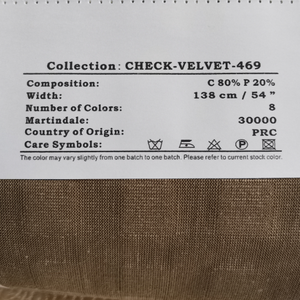 Collection: CHECK-VELVET-469
Composition: C 80% P 20%
Width: 138 cm / 54 "
Number of Colors: 8
Martindale: 30000
Country of Origin: PRC
Care Symbols:
The color may vary slightly from one batch to one batch. Please refer to current stock color.